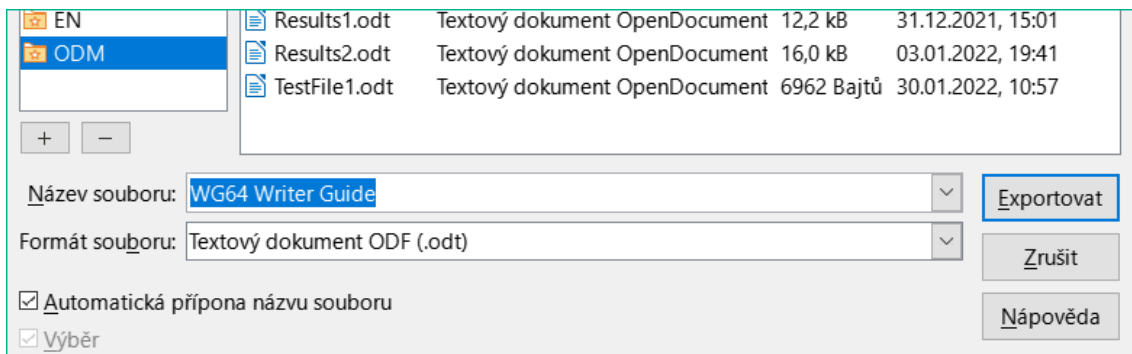 EN
ODM
Results1.odt Textový dokument OpenDocument 12,2 kB 31.12.2021, 15:01
Results2.odt Textový dokument OpenDocument 16,0 kB 03.01.2022, 19:41
TestFile1.odt Textový dokument OpenDocument 6962 Bajtů 30.01.2022, 10:57
+ −
Název souboru: WG64 Writer Guide
Exportovat
Formát souboru: Textový dokument ODF (.odt)
Zrušit
Automatická přípona názvu souboru
Nápověda
Výběr